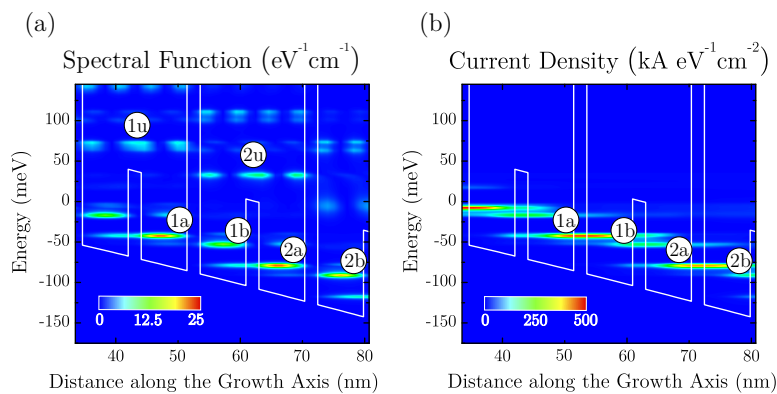 (a)
Spectral Function (eV⁻¹cm⁻¹)
Energy (meV)
100
50
0
-50
-100
-150
1u
2u
1a
1b
2a
2b
0 12.5 25
40 50 60 70 80
Distance along the Growth Axis (nm)
(b)
Current Density (kA eV⁻¹cm⁻²)
Energy (meV)
100
50
0
-50
-100
-150
1a
1b
2a
2b
0 250 500
40 50 60 70 80
Distance along the Growth Axis (nm)